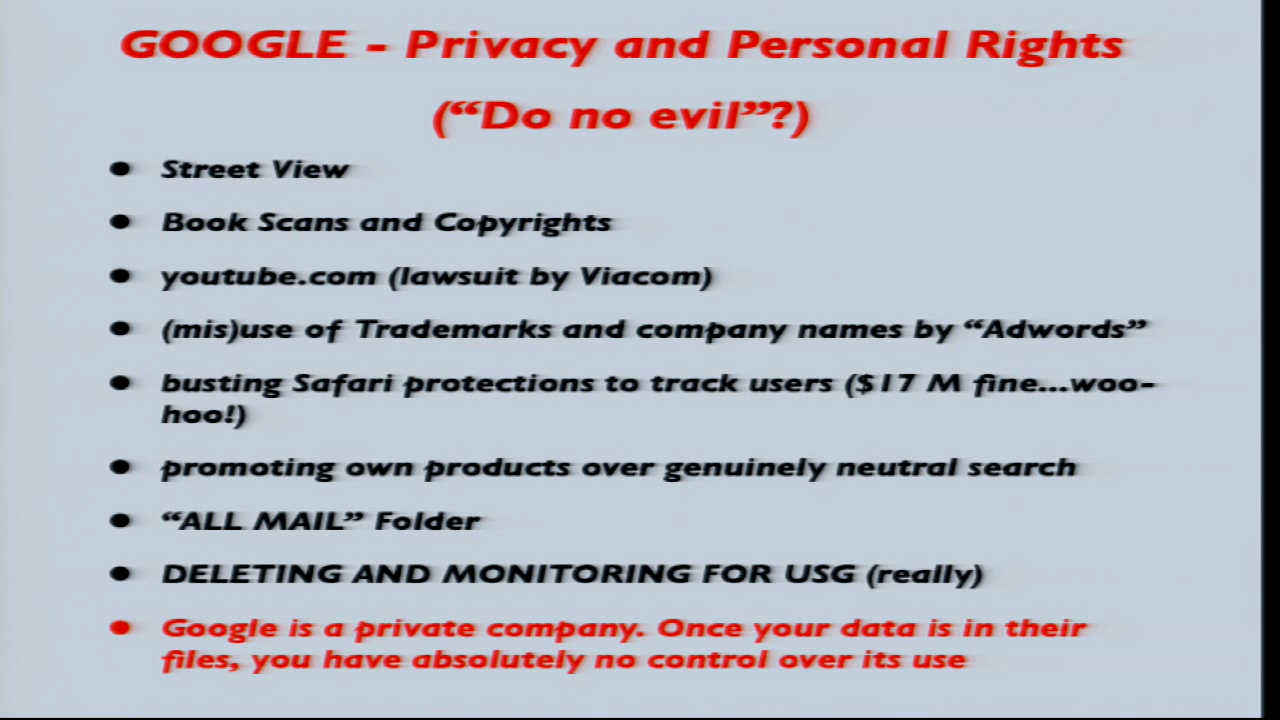 GOOGLE - Privacy and Personal Rights
(“Do no evil”?)
• Street View
• Book Scans and Copyrights
• youtube.com (lawsuit by Viacom)
• (mis)use of Trademarks and company names by “Adwords”
• busting Safari protections to track users ($17 M fine...woo-
hoo!)
• promoting own products over genuinely neutral search
• “ALL MAIL” Folder
• DELETING AND MONITORING FOR USG (really)
• Google is a private company. Once your data is in their
files, you have absolutely no control over its use